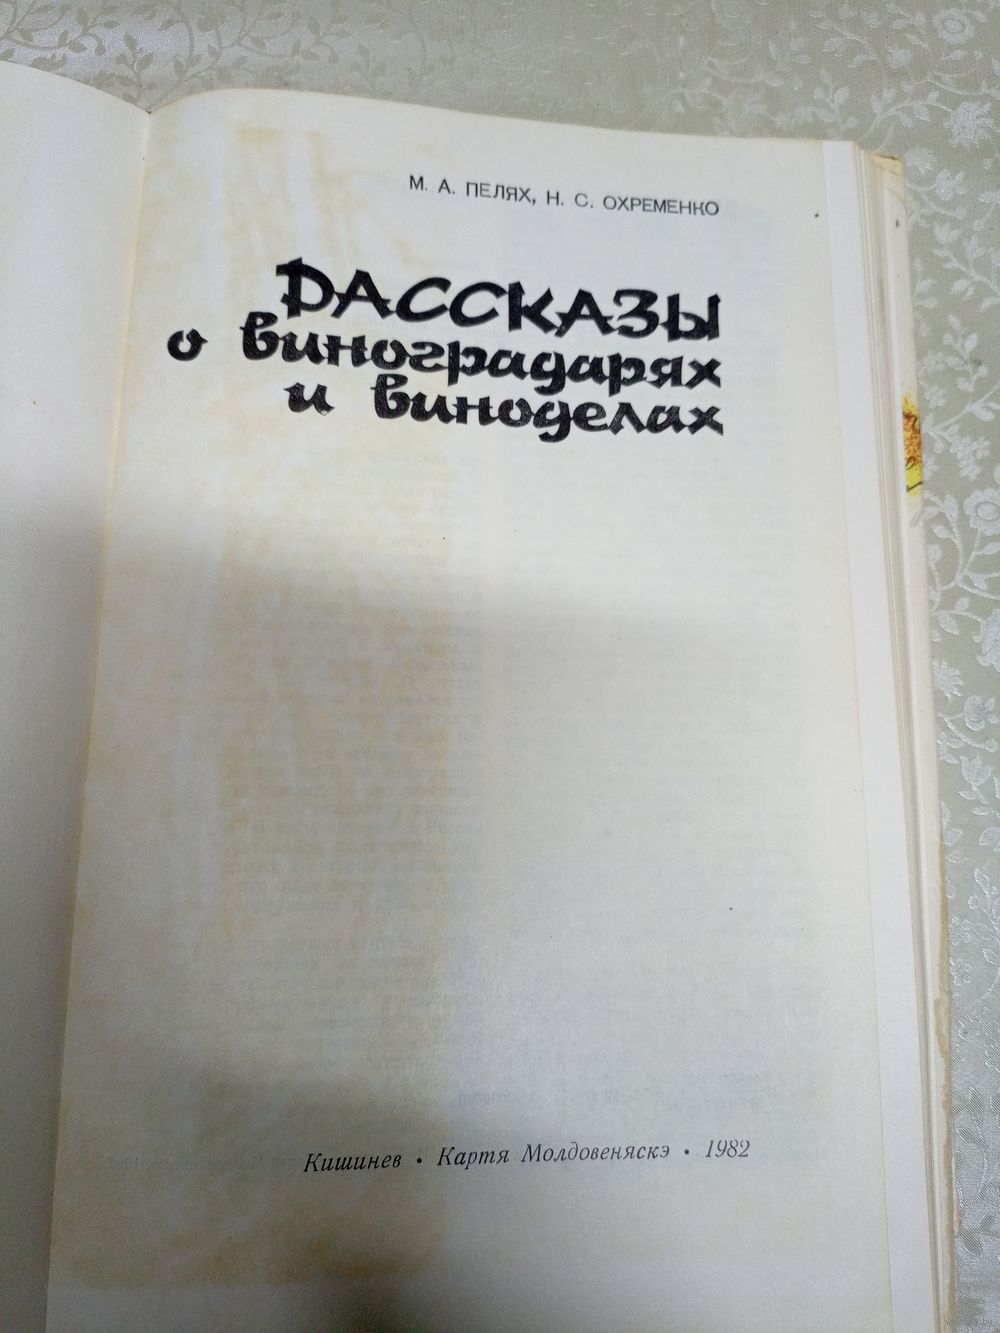 М. А. ПЕЛЯХ, Н. С. ОХРЕМЕНКО
РАССКАЗЫ
о виноградарях
и виноделах
Кишинев • Картя Молдовеняскэ • 1982